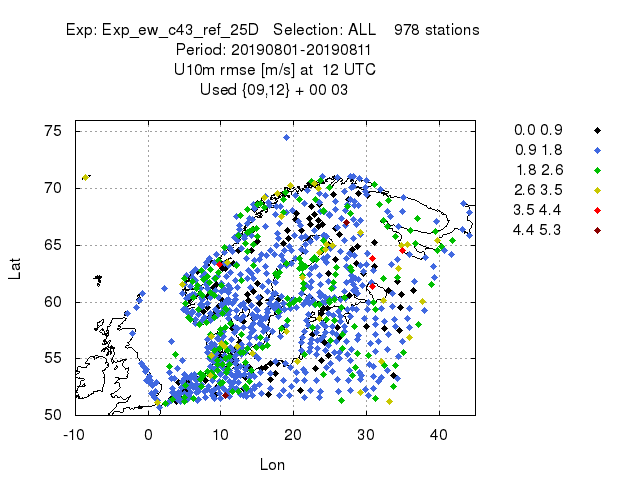 Exp: Exp_ew_c43_ref_25D Selection: ALL 978 stations
Period: 20190801-20190811
U10m rmse [m/s] at 12 UTC
Used {09,12} + 00 03
75
70
65
60
55
50
Lat
-10 0 10 20 30 40
Lon
0.0 0.9
0.9 1.8
1.8 2.6
2.6 3.5
3.5 4.4
4.4 5.3